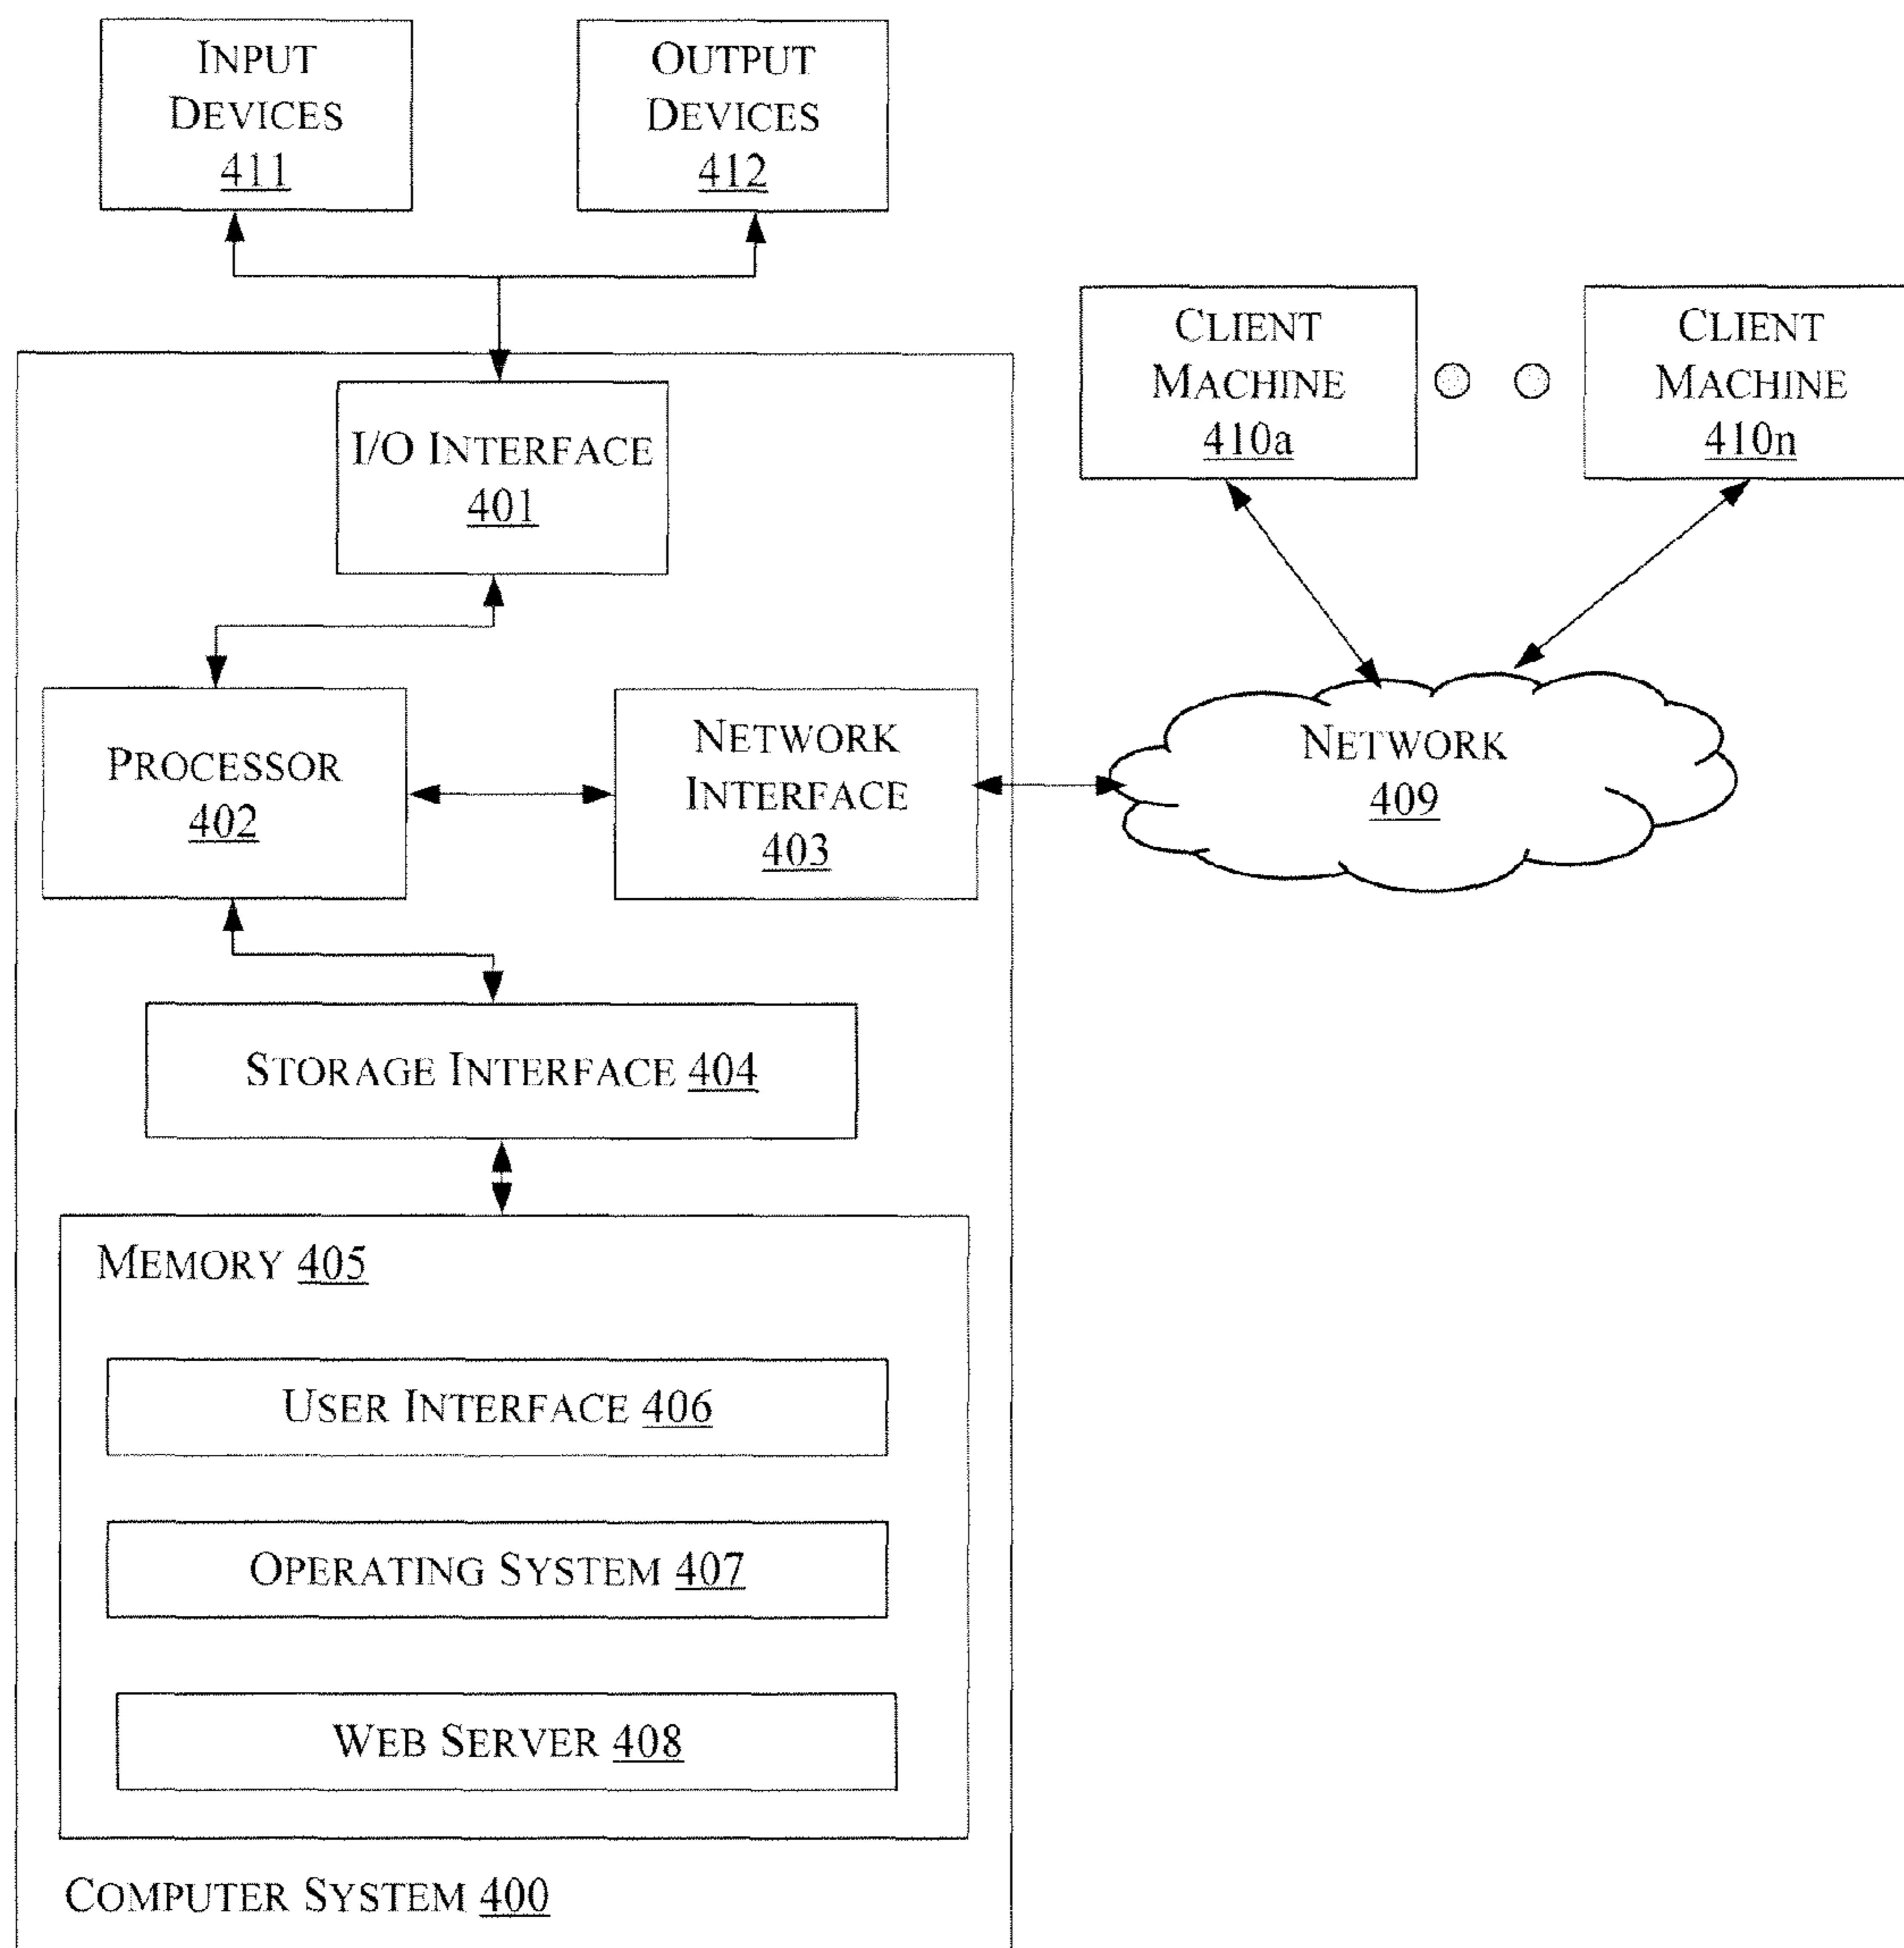 INPUT
DEVICES
411
OUTPUT
DEVICES
412
CLIENT
MACHINE
410a
CLIENT
MACHINE
410n
I/O INTERFACE
401
PROCESSOR
402
NETWORK
INTERFACE
403
NETWORK
409
STORAGE INTERFACE 404
MEMORY 405
USER INTERFACE 406
OPERATING SYSTEM 407
WEB SERVER 408
COMPUTER SYSTEM 400